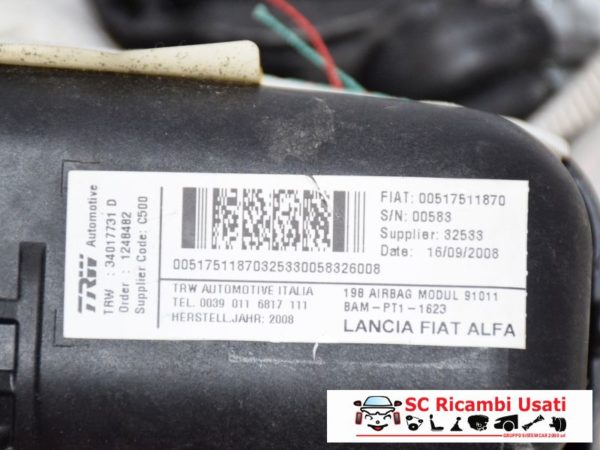 TRW Automotive
TRW : 34017731 D
Order : 1248482
Supplier Code: C500
FIAT: 00517511870
S/N: 00583
Supplier: 32533
Date: 16/09/2008
00517511870325330058326008
TRW AUTOMOTIVE ITALIA
TEL. 0039 011 6817 111
HERSTELL.JAHR: 2008
198 AIRBAG MODUL 91011
BAM-PT1-1623
LANCIA FIAT ALFA
SC Ricambi Usati